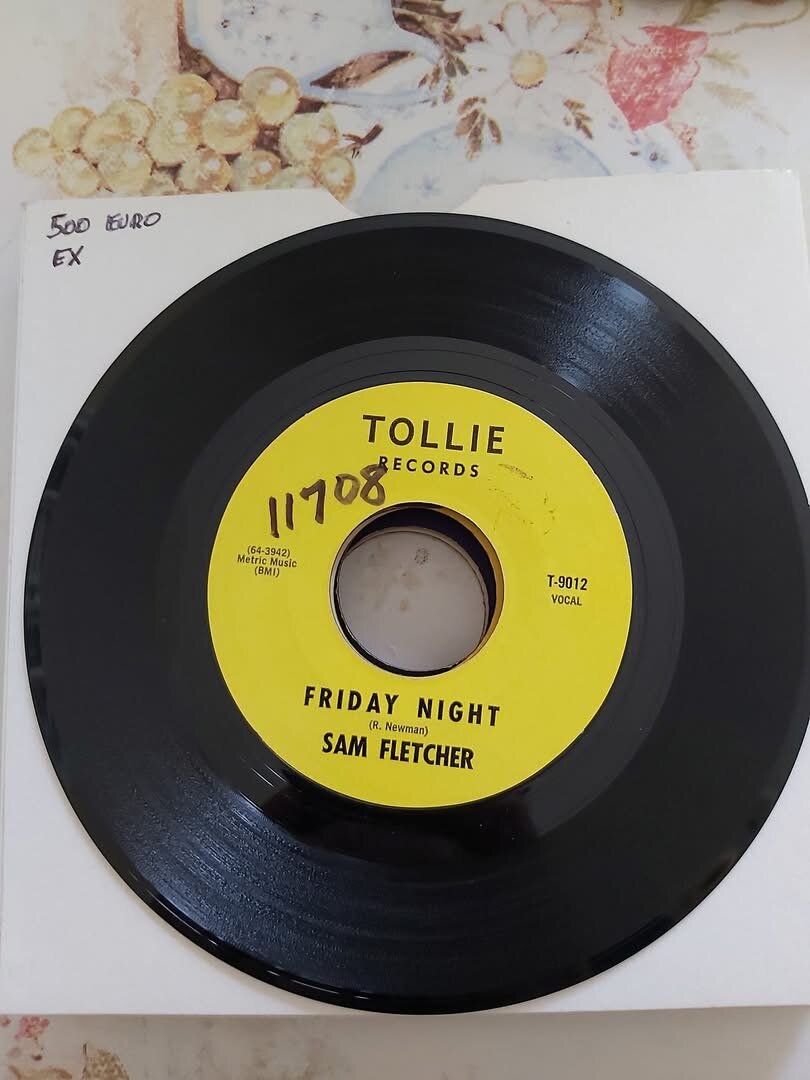 500 EURO
EX
TOLLIE
RECORDS
11708
(64-3942)
Metric Music
(BMI)
T-9012
VOCAL
FRIDAY NIGHT
(R. Newman)
SAM FLETCHER